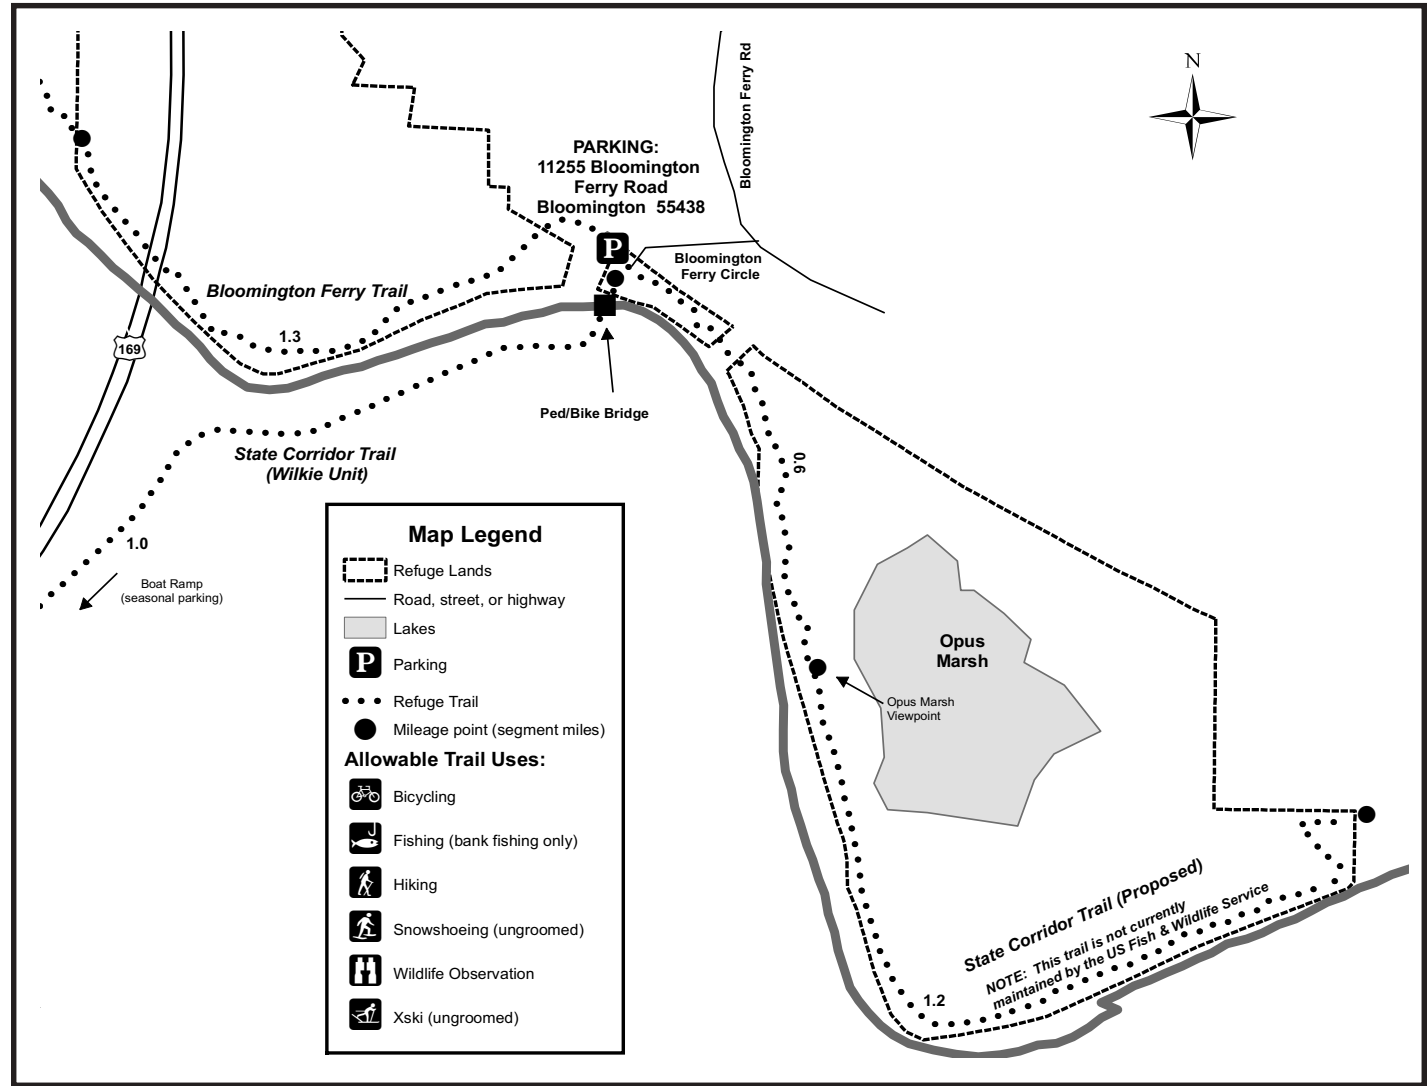 N
Bloomington Ferry Rd
PARKING:
11255 Bloomington
Ferry Road
Bloomington 55438
P
Bloomington
Ferry Circle
Bloomington Ferry Trail
1.3
169
Ped/Bike Bridge
State Corridor Trail
(Wilkie Unit)
0.6
1.0
Boat Ramp
(seasonal parking)
Opus
Marsh
Opus Marsh
Viewpoint
State Corridor Trail (Proposed)
NOTE: This trail is not currently
maintained by the US Fish & Wildlife Service
1.2
Map Legend
Refuge Lands
Road, street, or highway
Lakes
P Parking
Refuge Trail
Mileage point (segment miles)
Allowable Trail Uses:
Bicycling
Fishing (bank fishing only)
Hiking
Snowshoeing (ungroomed)
Wildlife Observation
Xski (ungroomed)